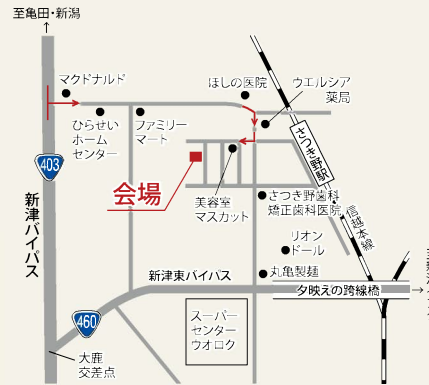 至亀田・新潟
マクドナルド
ひらせい
ホーム
センター
ファミリー
マート
ほしの医院
ウエルシア
薬局
さつき野駅
403
新津バイパス
会場
美容室
マスカット
さつき野歯科
矯正歯科医院
信越本線
リオン
ドール
丸亀製麺
新津東バイパス
夕映えの跨線橋
460
スーパー
センター
ウオロク
大鹿
交差点